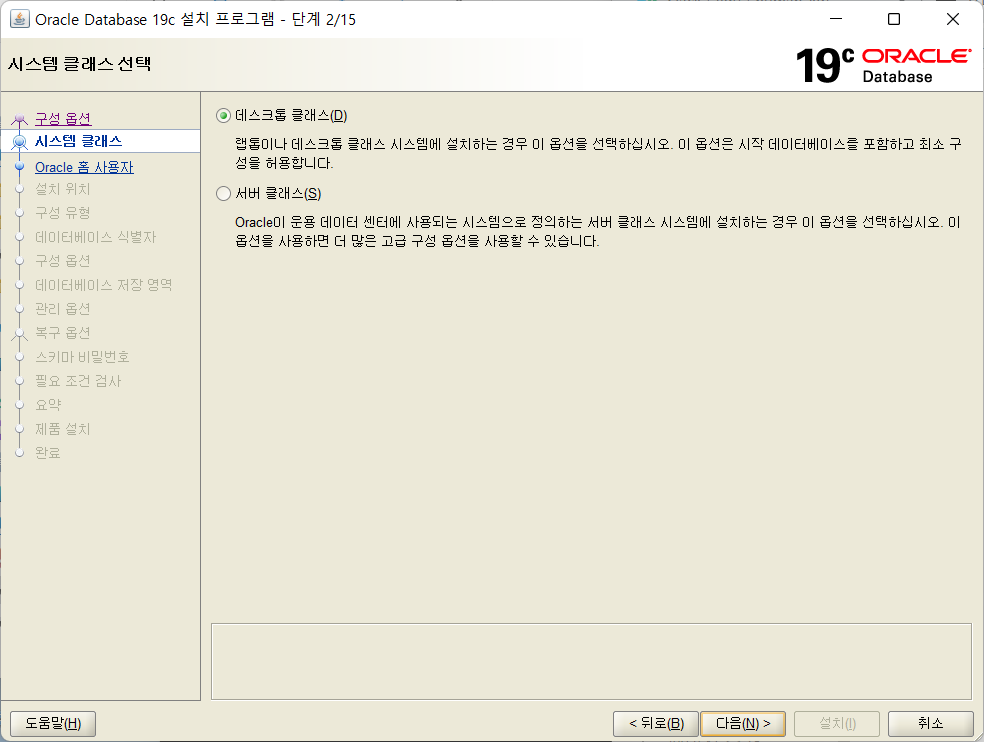 Oracle Database 19c 설치 프로그램 - 단계 2/15
시스템 클래스 선택
19c ORACLE
Database
구성 옵션
시스템 클래스
Oracle 홈 사용자
설치 위치
구성 유형
데이터베이스 식별자
구성 옵션
데이터베이스 저장 영역
관리 옵션
복구 옵션
스키마 비밀번호
필요 조건 검사
요약
제품 설치
완료
데스크톱 클래스(D)
랩톱이나 데스크톱 클래스 시스템에 설치하는 경우 이 옵션을 선택하십시오. 이 옵션은 시작 데이터베이스를 포함하고 최소 구
성을 허용합니다.
서버 클래스(S)
Oracle이 운용 데이터 센터에 사용되는 시스템으로 정의하는 서버 클래스 시스템에 설치하는 경우 이 옵션을 선택하십시오. 이
옵션을 사용하면 더 많은 고급 구성 옵션을 사용할 수 있습니다.
도움말(H)
< 뒤로(B)
다음(N) >
설치(I)
취소